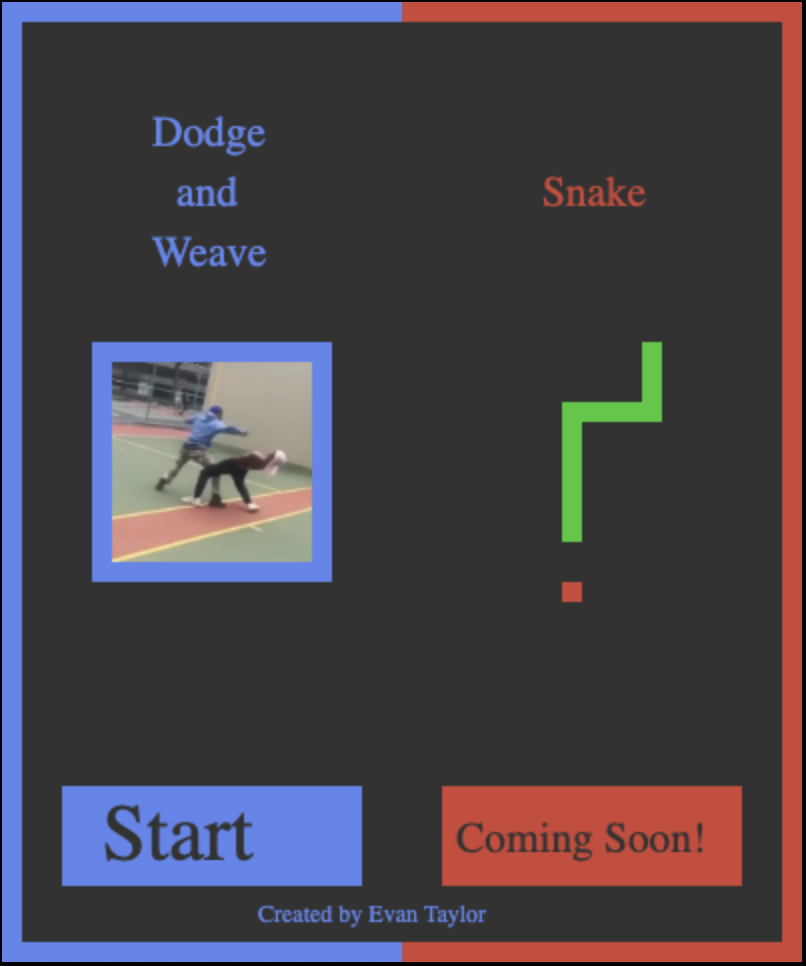 Dodge
and
Weave
Snake
Start
Coming Soon!
Created by Evan Taylor